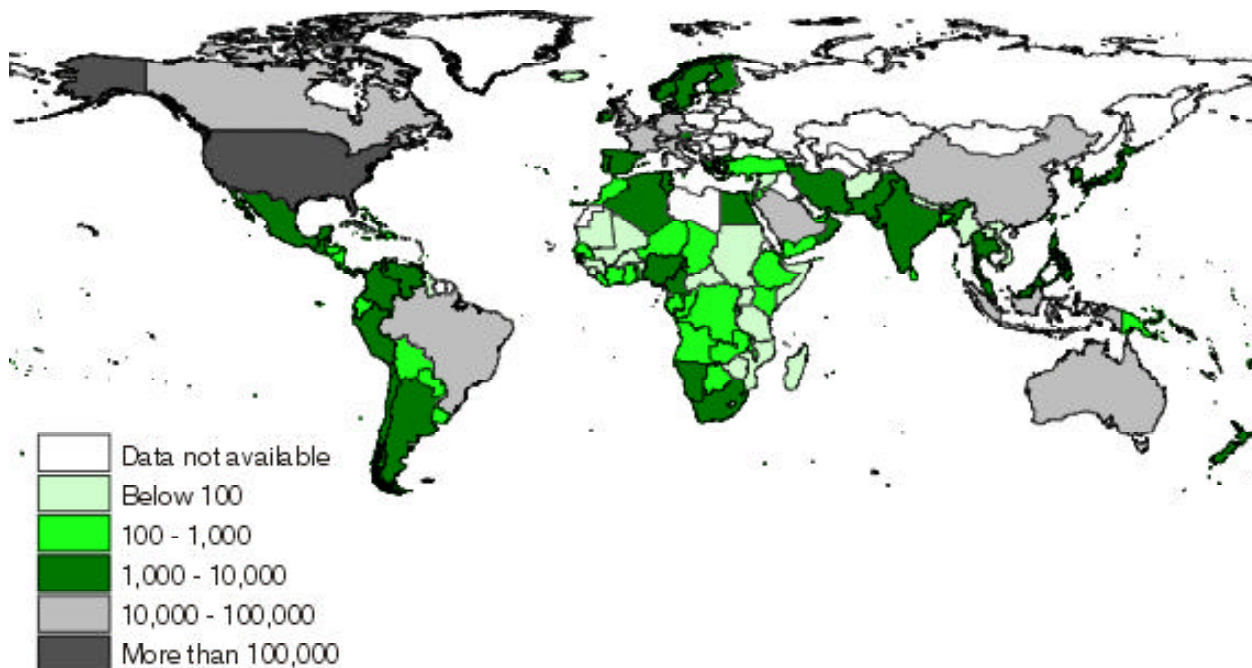 Data not available
Below 100
100 - 1,000
1,000 - 10,000
10,000 - 100,000
More than 100,000